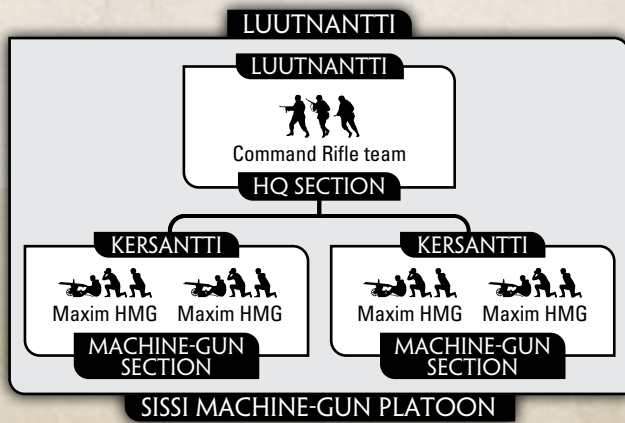 LUUTNANTTI
LUUTNANTTI
Command Rifle team
HQ SECTION
KERSANTTI
KERSANTTI
Maxim HMG Maxim HMG
Maxim HMG Maxim HMG
MACHINE-GUN
SECTION
MACHINE-GUN
SECTION
SISSI MACHINE-GUN PLATOON